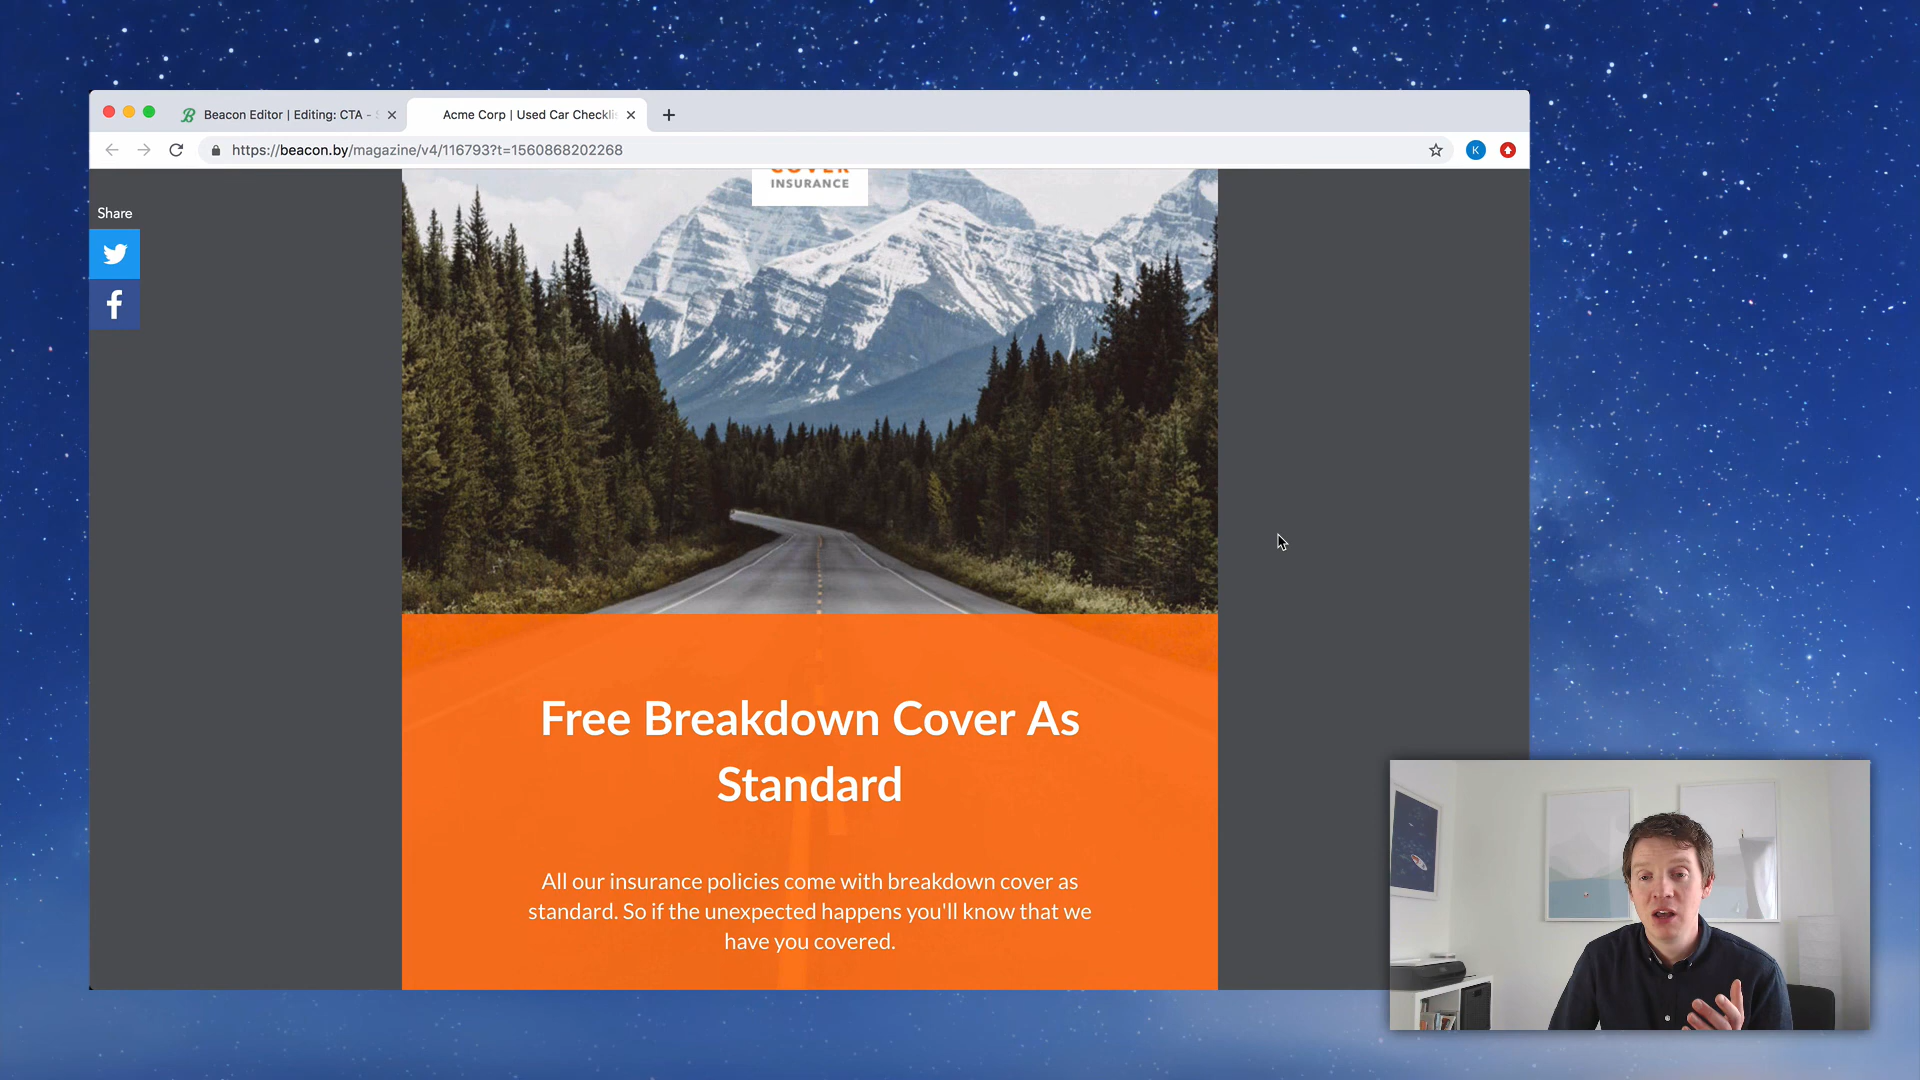 Beacon Editor | Editing: CTA -
Acme Corp | Used Car Checkli
https://beacon.by/magazine/v4/116793?t=1560868202268
K
COVER
INSURANCE
Share
Free Breakdown Cover As
Standard
All our insurance policies come with breakdown cover as
standard. So if the unexpected happens you'll know that we
have you covered.